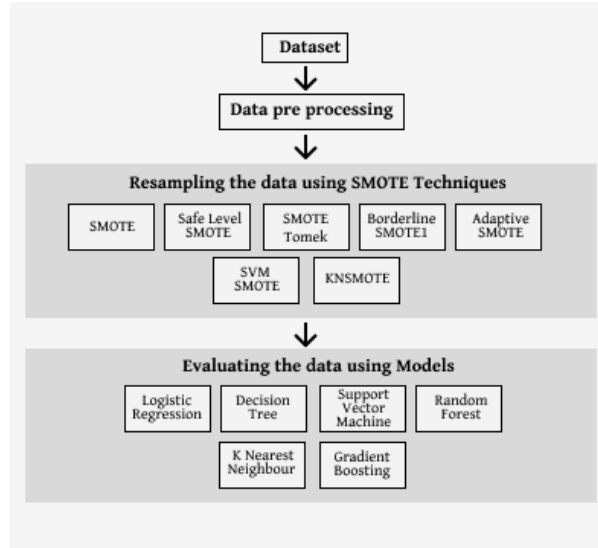 Dataset
Data pre processing
Resampling the data using SMOTE Techniques
SMOTE
Safe Level
SMOTE
SMOTE
Tomek
Borderline
SMOTE1
Adaptive
SMOTE
SVM
SMOTE
KNSMOTE
Evaluating the data using Models
Logistic
Regression
Decision
Tree
Support
Vector
Machine
Random
Forest
K Nearest
Neighbour
Gradient
Boosting